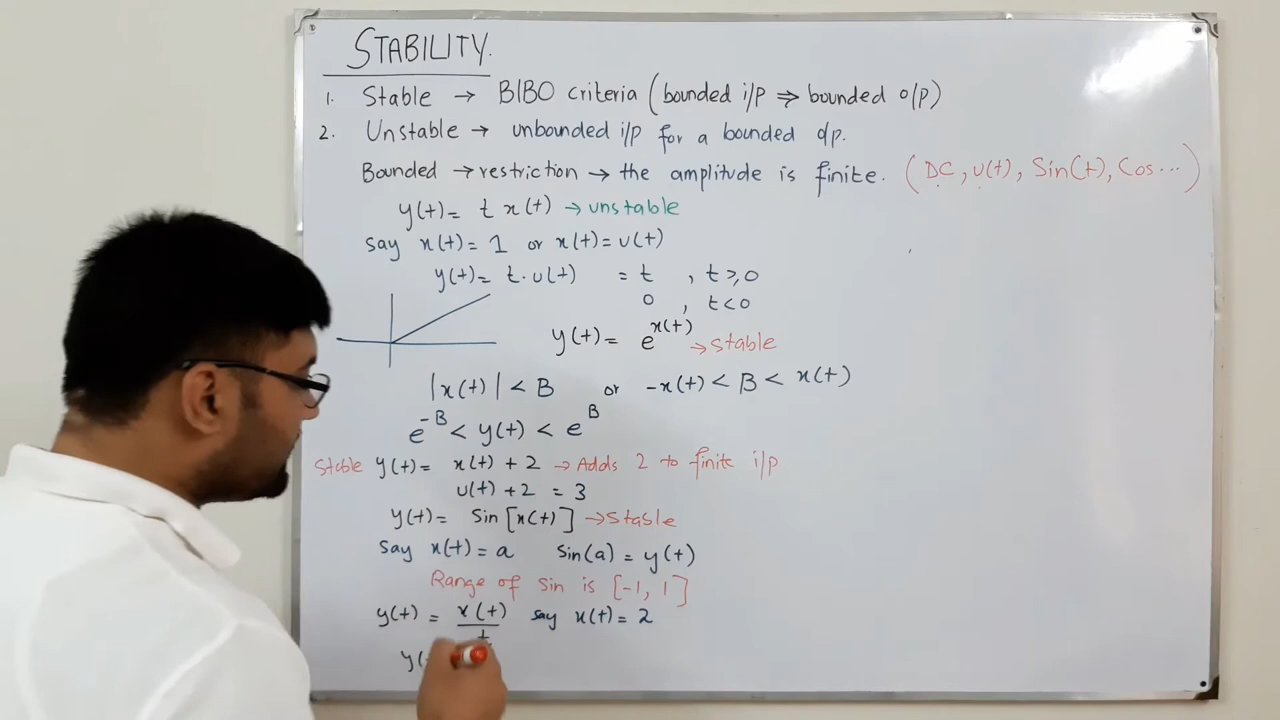 STABILITY.
1. Stable → BIBO criteria (bounded i/p ⇒ bounded o/p)
2. Unstable → unbounded i/p for a bounded o/p.
Bounded → restriction → the amplitude is finite. (DC, u(t), Sin(t), Cos ...)
y(t) = t x(t) → unstable
say x(t) = 1 or x(t) = u(t)
y(t) = t . u(t) = t , t ≥ 0
0 , t < 0
y(t) = e^x(t) → stable
|x(t)| < B or -x(t) < B < x(t)
e^-B < y(t) < e^B
Stable y(t) = x(t) + 2 → Adds 2 to finite i/p
u(t) + 2 = 3
y(t) = Sin [x(t)] → Stable
Say x(t) = a Sin(a) = y(t)
Range of Sin is [-1, 1]
y(t) = x(t)/t say x(t) = 2
y(